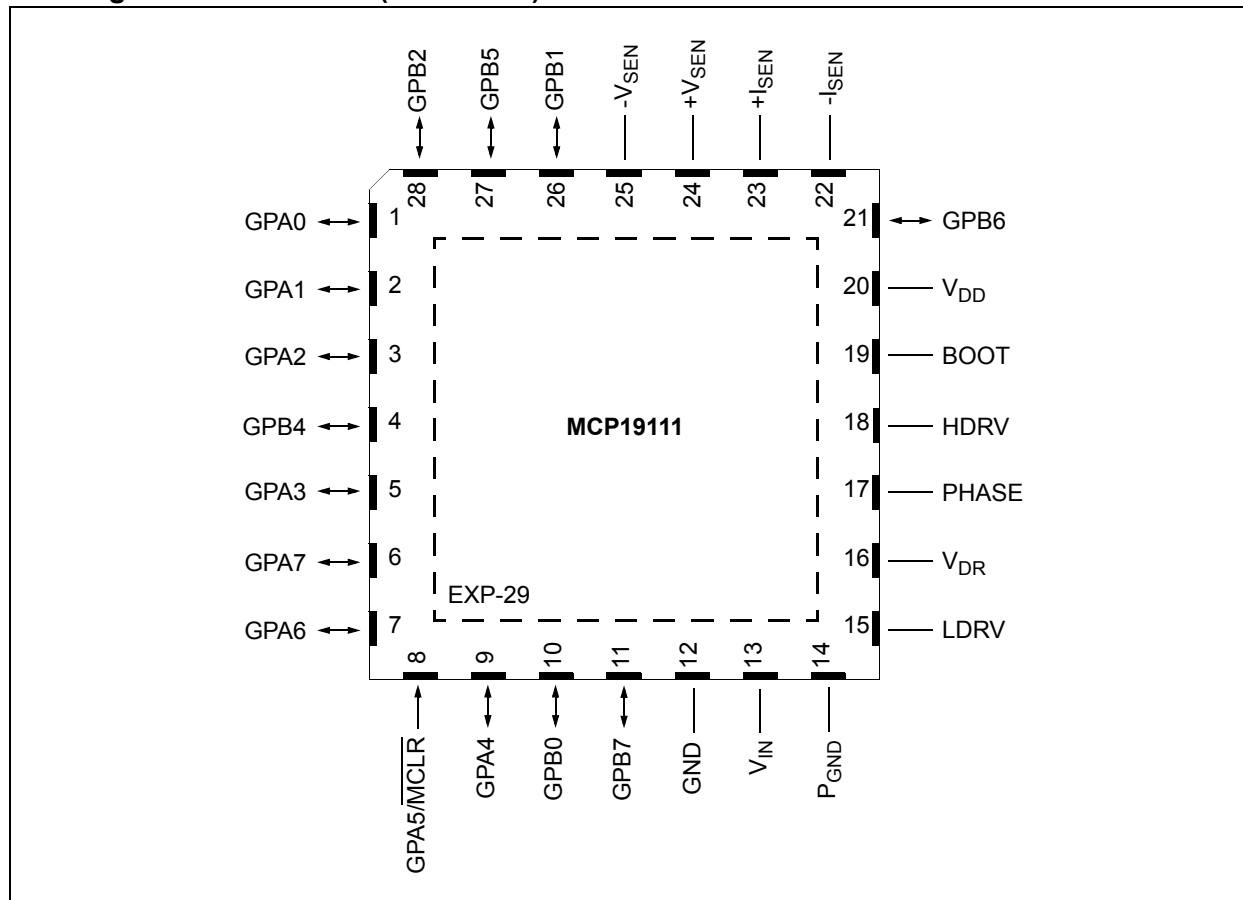 GPB2
GPB5
GPB1
-VSEN
+VSEN
+ISEN
-ISEN
28
27
26
25
24
23
22
GPA0
1
21
GPB6
GPA1
2
20
VDD
GPA2
3
19
BOOT
GPB4
4
MCP19111
18
HDRV
GPA3
5
17
PHASE
GPA7
6
16
VDR
EXP-29
GPA6
7
15
LDRV
8
9
10
11
12
13
14
GPA5/MCLR
GPA4
GPB0
GPB7
GND
VIN
PGND